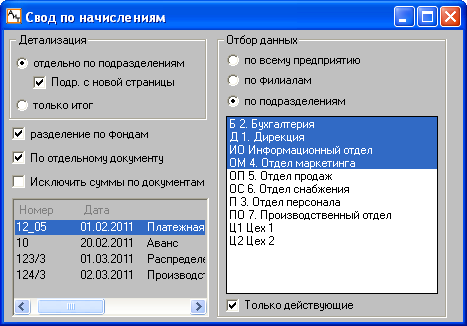 Свод по начислениям
Детализация
отдельно по подразделениям
Подр. с новой страницы
только итог
разделение по фондам
По отдельному документу
Исключить суммы по документам
Номер Дата
12_05 01.02.2011 Платежная
10 20.02.2011 Аванс
123/3 01.03.2011 Распределе
124/3 02.03.2011 Производст
Отбор данных
по всему предприятию
по филиалам
по подразделениям
Б 2. Бухгалтерия
Д 1. Дирекция
ИО Информационный отдел
ОМ 4. Отдел маркетинга
ОП 5. Отдел продаж
ОС 6. Отдел снабжения
П 3. Отдел персонала
ПО 7. Производственный отдел
Ц1 Цех 1
Ц2 Цех 2
Только действующие